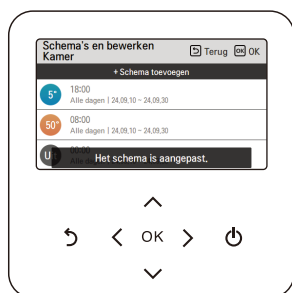 Schema's en bewerken
Kamer
Terug OK OK
+ Schema toevoegen
5°
18:00
Alle dagen | 24,09,10 ~ 24,09,30
50°
08:00
Alle dagen | 24,09,10 ~ 24,09,30
Het schema is aangepast.
OK